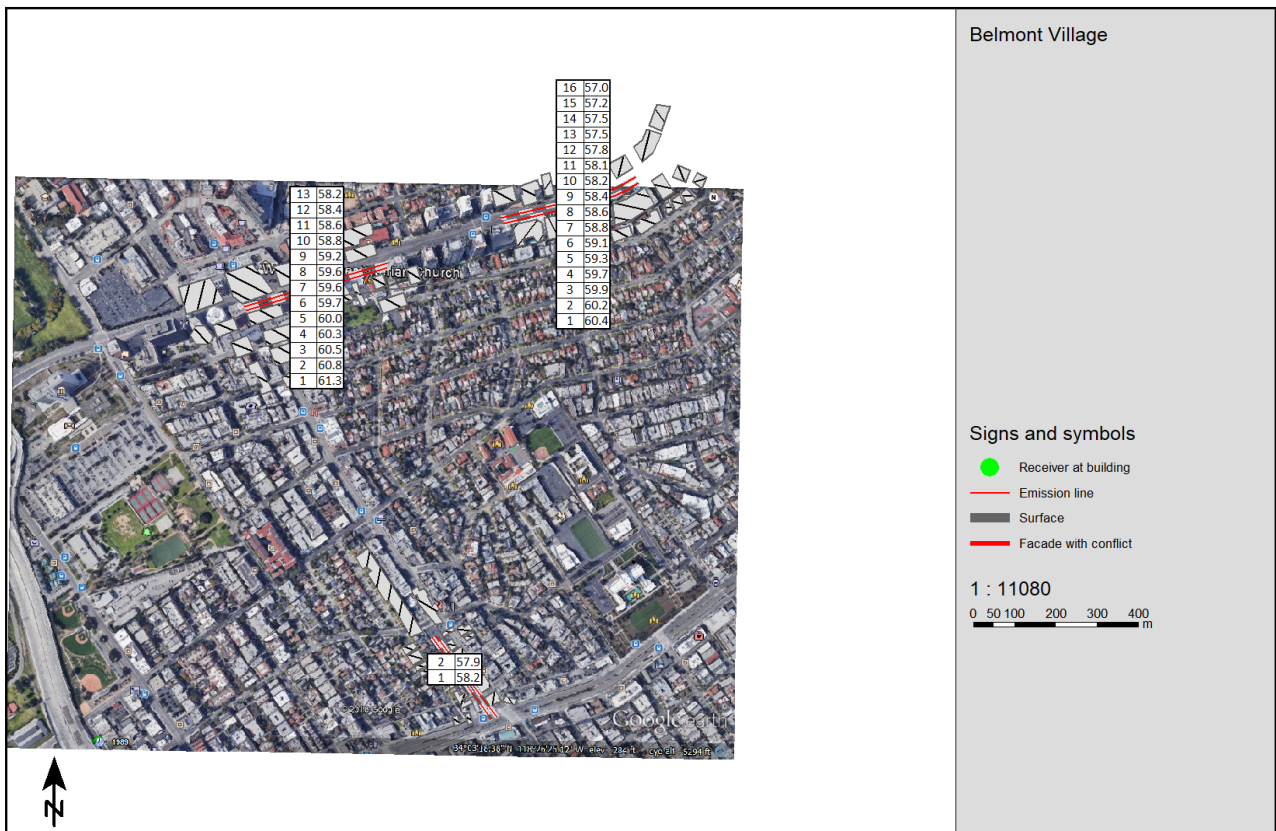 Belmont Village
16 57.0
15 57.2
14 57.5
13 57.5
12 57.8
11 58.1
10 58.2
9 58.4
8 58.6
7 58.8
6 59.1
5 59.3
4 59.7
3 59.9
2 60.2
1 60.4
13 58.2
12 58.4
11 58.6
10 58.8
9 59.2
8 59.6
7 59.6
6 59.7
5 60.0
4 60.3
3 60.5
2 60.8
1 61.3
W
Church
N
2 57.9
1 58.2
Google earth
1989
N
Signs and symbols
Receiver at building
Emission line
Surface
Facade with conflict
1 : 11080
0 50 100 200 300 400
m